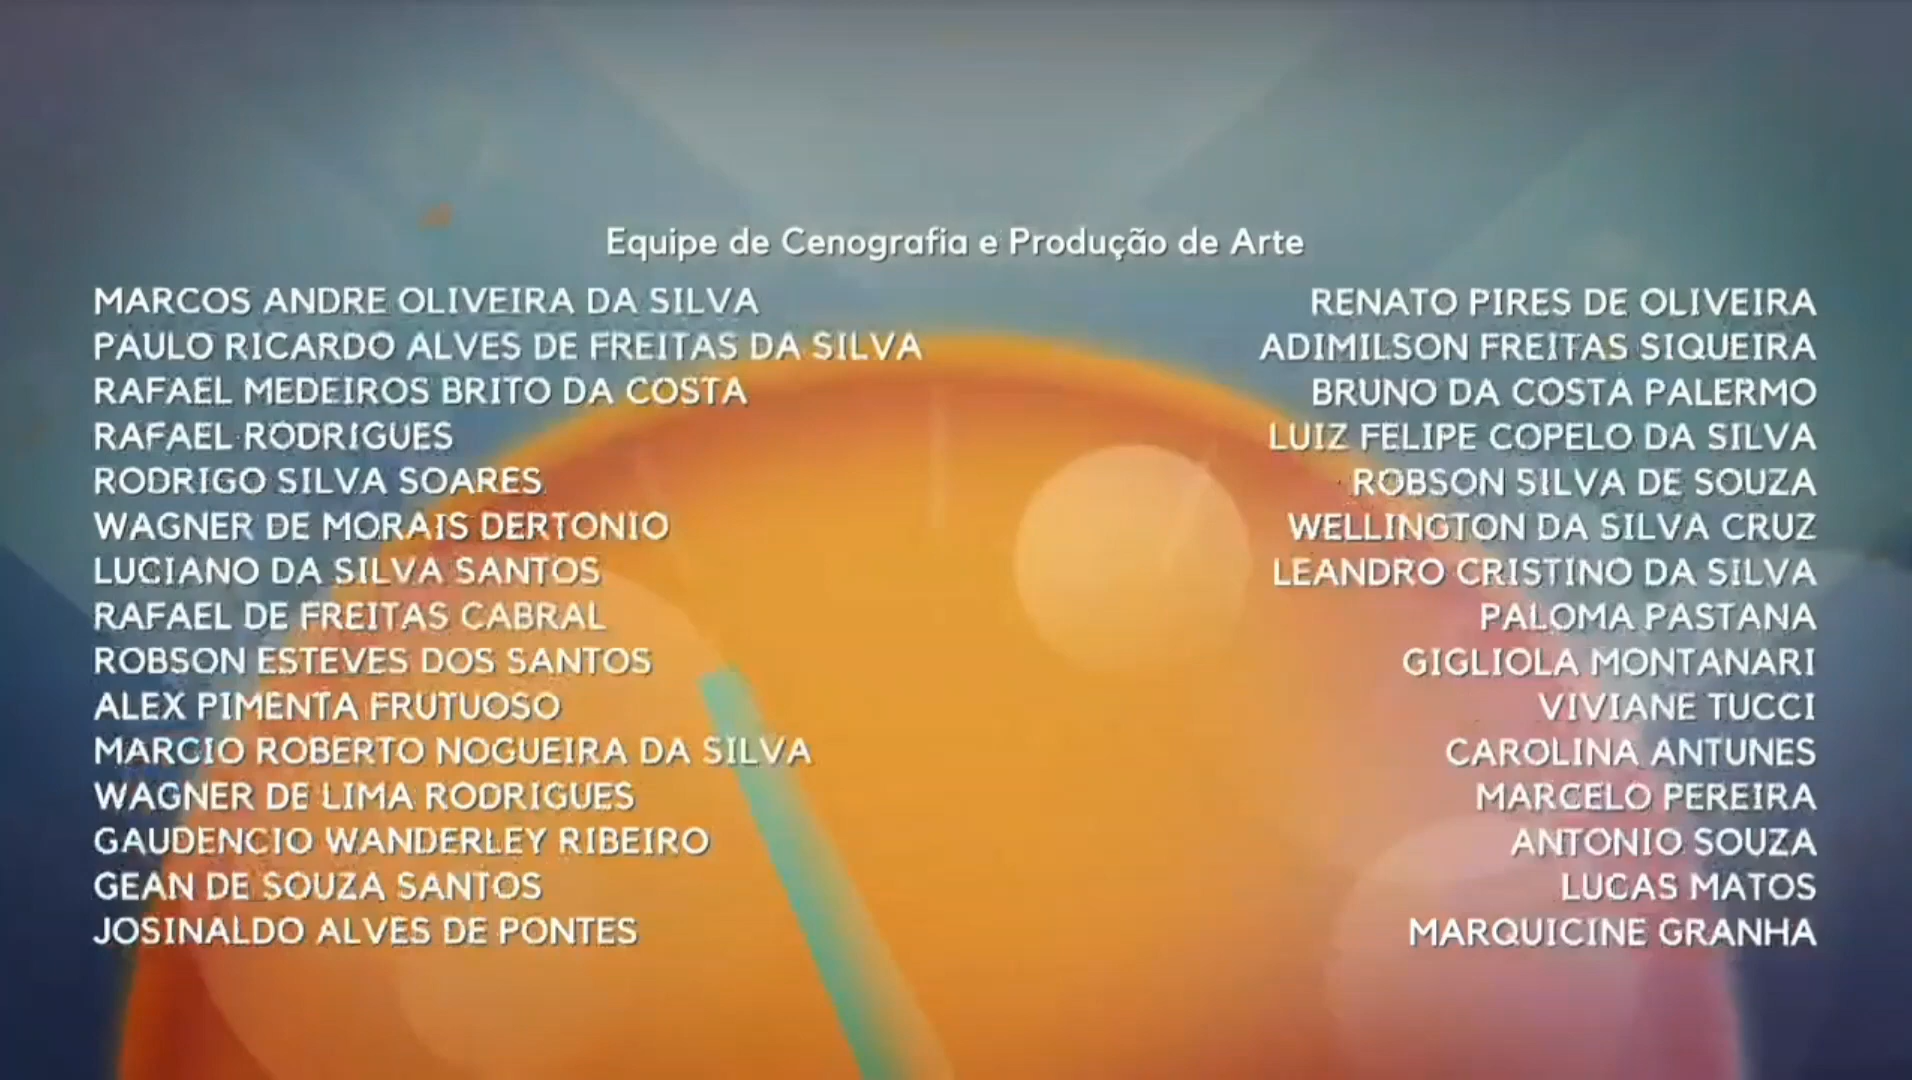 Equipe de Cenografia e Produção de Arte
MARCOS ANDRE OLIVEIRA DA SILVA
PAULO RICARDO ALVES DE FREITAS DA SILVA
RAFAEL MEDEIROS BRITO DA COSTA
RAFAEL RODRIGUES
RODRIGO SILVA SOARES
WAGNER DE MORAIS DERTONIO
LUCIANO DA SILVA SANTOS
RAFAEL DE FREITAS CABRAL
ROBSON ESTEVES DOS SANTOS
ALEX PIMENTA FRUTUOSO
MARCIO ROBERTO NOGUEIRA DA SILVA
WAGNER DE LIMA RODRIGUES
GAUDENCIO WANDERLEY RIBEIRO
GEAN DE SOUZA SANTOS
JOSINALDO ALVES DE PONTES
RENATO PIRES DE OLIVEIRA
ADIMILSON FREITAS SIQUEIRA
BRUNO DA COSTA PALERMO
LUIZ FELIPE COPELO DA SILVA
ROBSON SILVA DE SOUZA
WELLINGTON DA SILVA CRUZ
LEANDRO CRISTINO DA SILVA
PALOMA PASTANA
GIGLIOLA MONTANARI
VIVIANE TUCCI
CAROLINA ANTUNES
MARCELO PEREIRA
ANTONIO SOUZA
LUCAS MATOS
MARQUICINE GRANHA